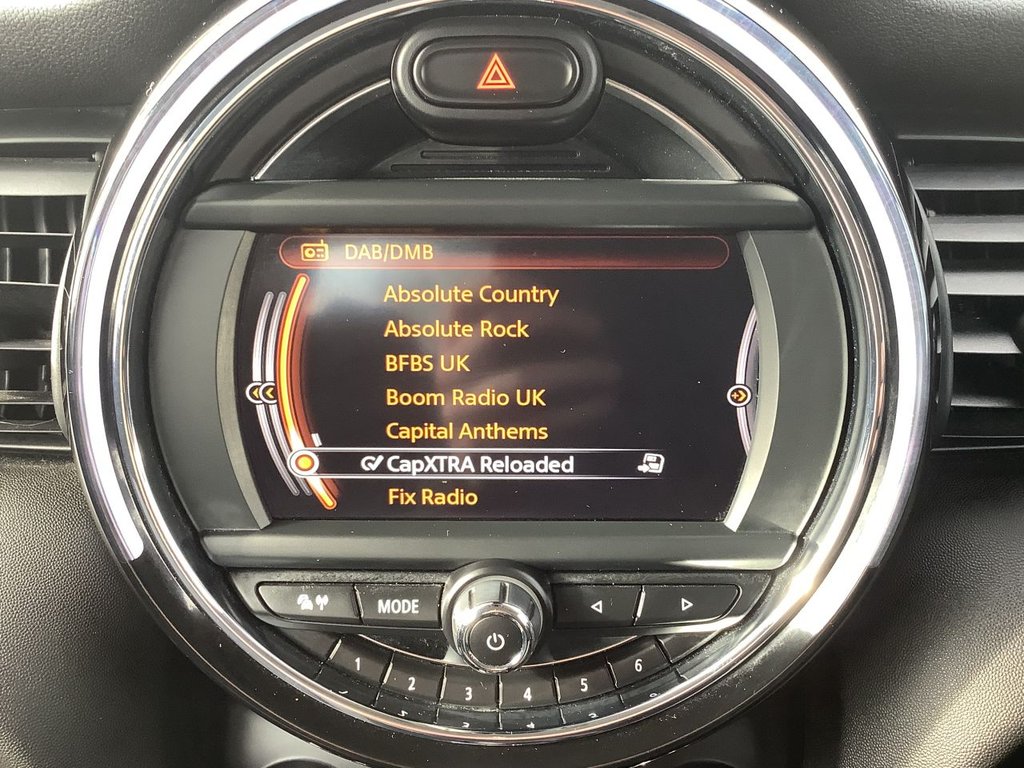 DAB/DMB
Absolute Country
Absolute Rock
BFBS UK
Boom Radio UK
Capital Anthems
CapXTRA Reloaded
Fix Radio
MODE
1
2
3
4
5
6